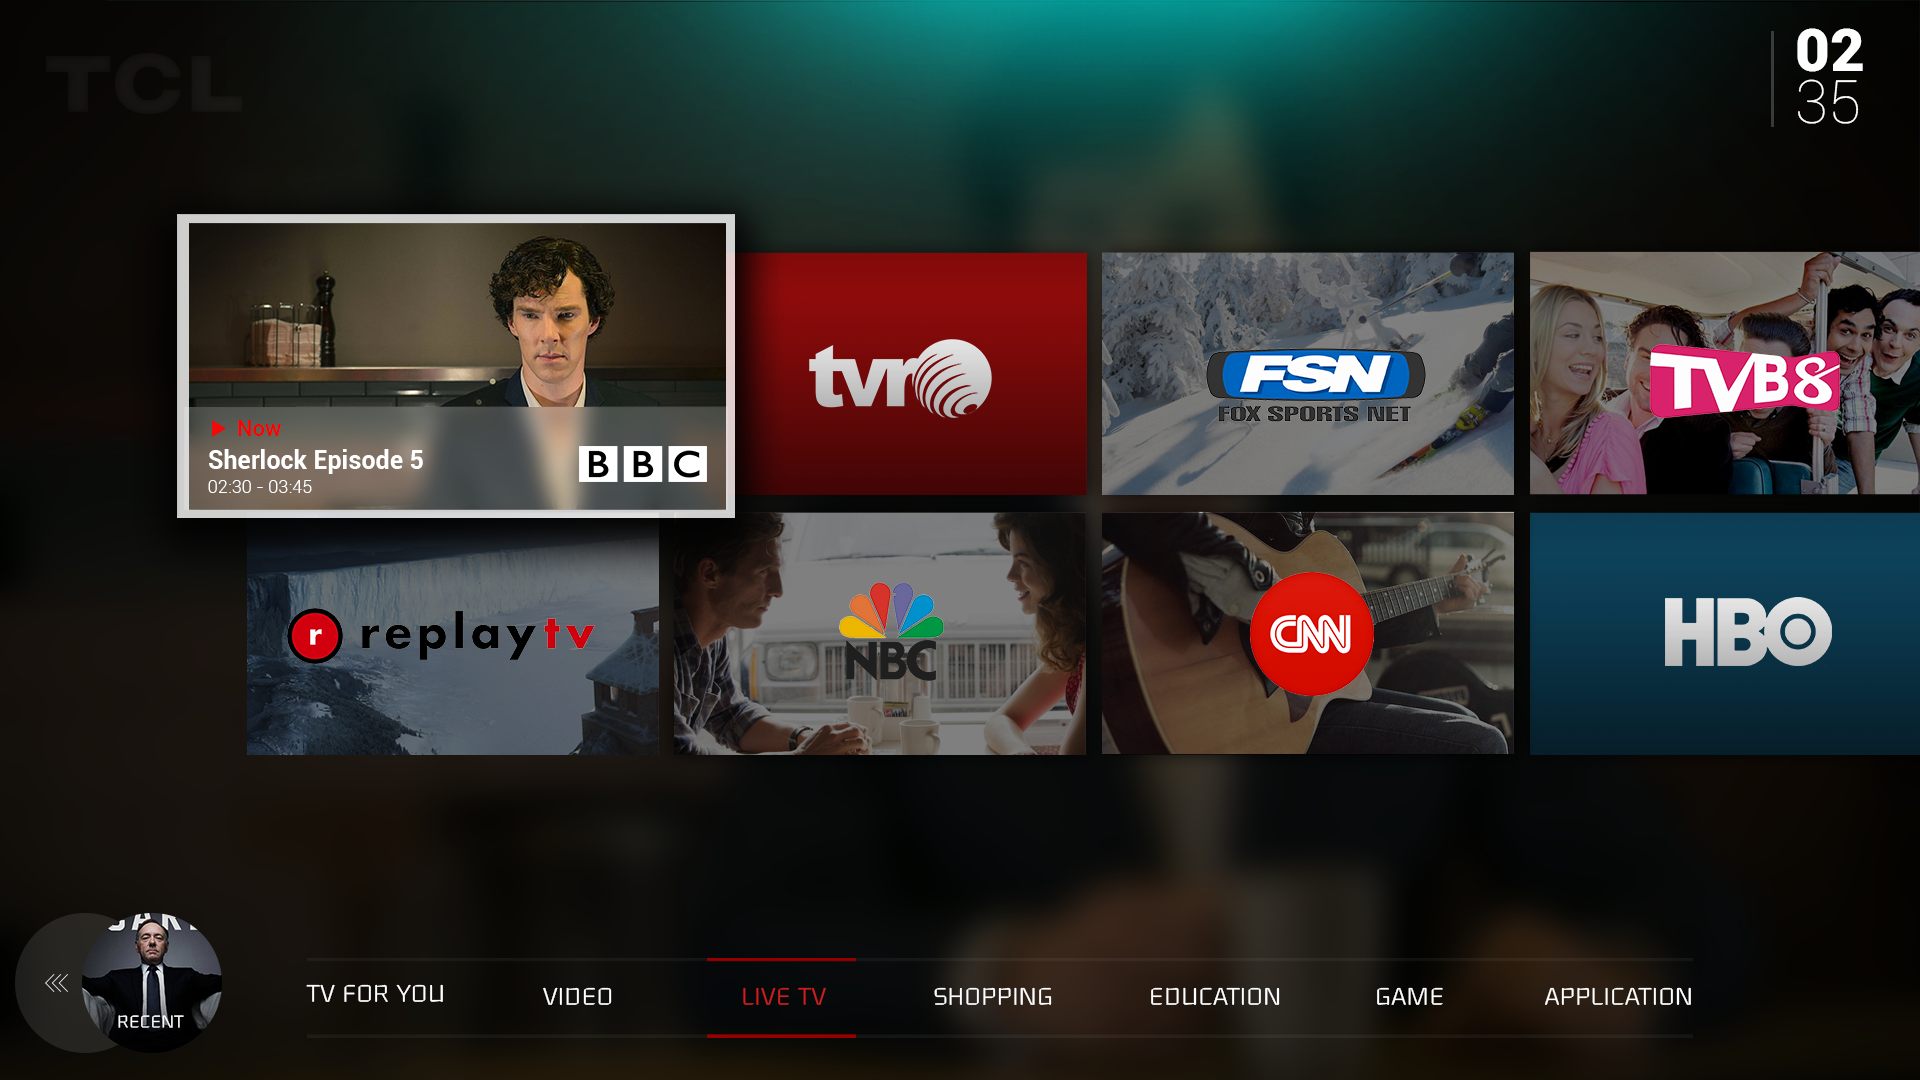 TCL
02
35
Now
Sherlock Episode 5
02:30 - 03:45
BBC
tvr
FSN
FOX SPORTS NET
TVB8
r replaytv
NBC
CNN
HBO
RECENT
TV FOR YOU
VIDEO
LIVE TV
SHOPPING
EDUCATION
GAME
APPLICATION